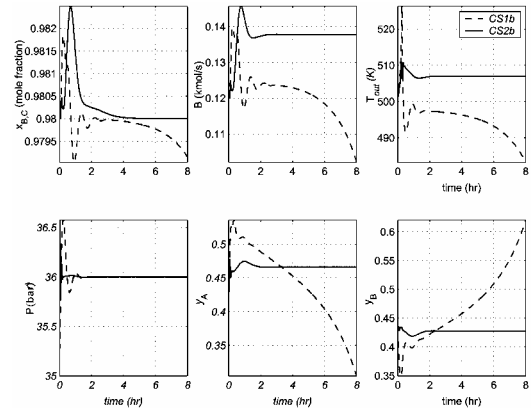 CS1b
CS2b
x_{B,C} (mole fraction)
0.9825
0.982
0.9815
0.981
0.9805
0.98
0.9795
0 2 4 6 8
B (kmol/s)
0.14
0.13
0.12
0.11
0 2 4 6 8
T_{out} (K)
520
510
500
490
0 2 4 6 8
time (hr)
P(bar)
36.5
36
35.5
35
0 2 4 6 8
time (hr)
y_A
0.5
0.45
0.4
0.35
0 2 4 6 8
time (hr)
y_B
0.6
0.55
0.5
0.45
0.4
0.35
0 2 4 6 8
time (hr)